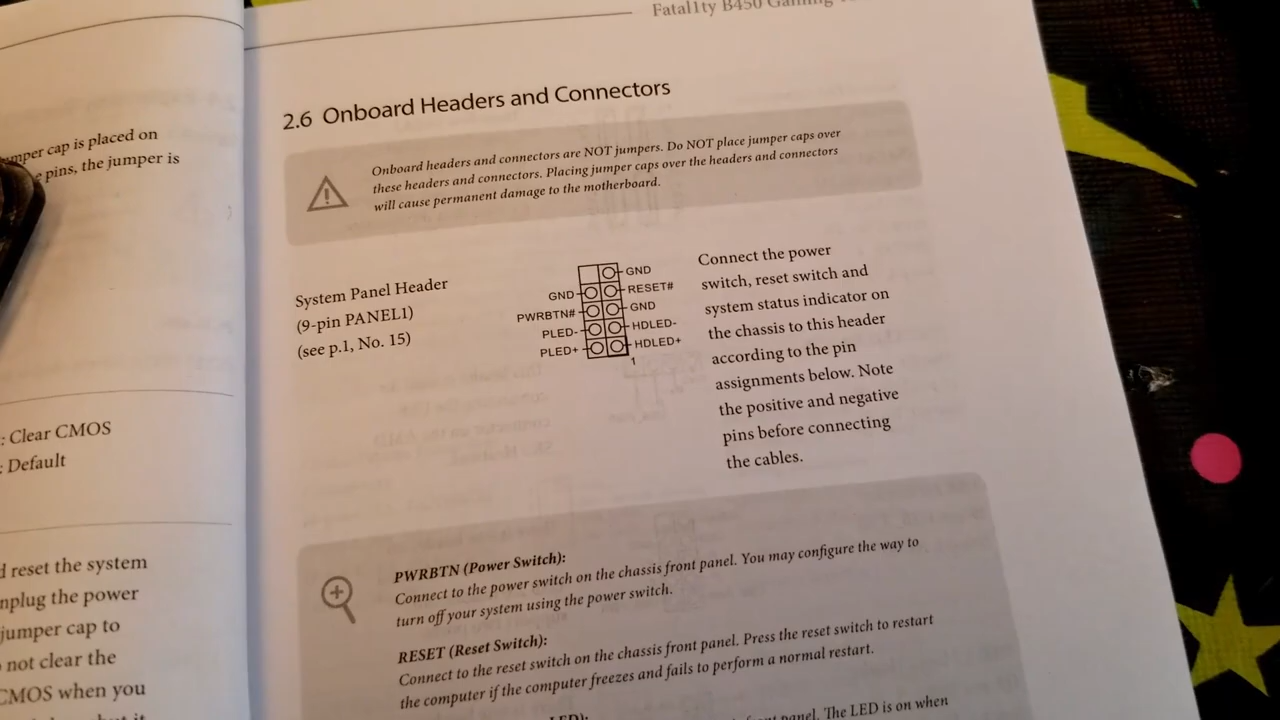 mper cap is placed on
e pins, the jumper is
: Clear CMOS
: Default
d reset the system
nplug the power
jumper cap to
not clear the
CMOS when you
Fatal1ty B450 Gaming
2.6 Onboard Headers and Connectors
Onboard headers and connectors are NOT jumpers. Do NOT place jumper caps over
these headers and connectors. Placing jumper caps over the headers and connectors
will cause permanent damage to the motherboard.
System Panel Header
(9-pin PANEL1)
(see p.1, No. 15)
GND
GND
RESET#
PWRBTN#
GND
PLED-
HDLED-
PLED+
HDLED+
1
Connect the power
switch, reset switch and
system status indicator on
the chassis to this header
according to the pin
assignments below. Note
the positive and negative
pins before connecting
the cables.
PWRBTN (Power Switch):
Connect to the power switch on the chassis front panel. You may configure the way to
turn off your system using the power switch.
RESET (Reset Switch):
Connect to the reset switch on the chassis front panel. Press the reset switch to restart
the computer if the computer freezes and fails to perform a normal restart.
LED):
front panel. The LED is on when